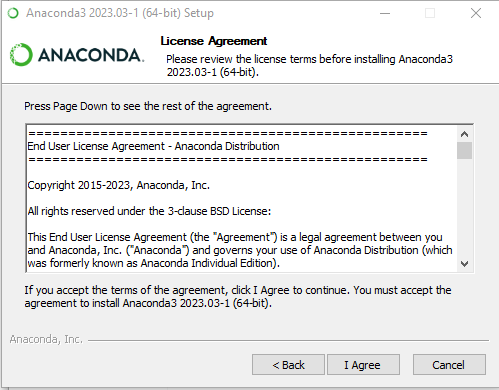 Anaconda3 2023.03-1 (64-bit) Setup
License Agreement
Please review the license terms before installing Anaconda3
2023.03-1 (64-bit).
ANACONDA.
Press Page Down to see the rest of the agreement.
====================================================
End User License Agreement - Anaconda Distribution
====================================================
Copyright 2015-2023, Anaconda, Inc.
All rights reserved under the 3-clause BSD License:
This End User License Agreement (the "Agreement") is a legal agreement between you
and Anaconda, Inc. ("Anaconda") and governs your use of Anaconda Distribution (which
was formerly known as Anaconda Individual Edition).
If you accept the terms of the agreement, click I Agree to continue. You must accept the
agreement to install Anaconda3 2023.03-1 (64-bit).
Anaconda, Inc.
< Back
I Agree
Cancel